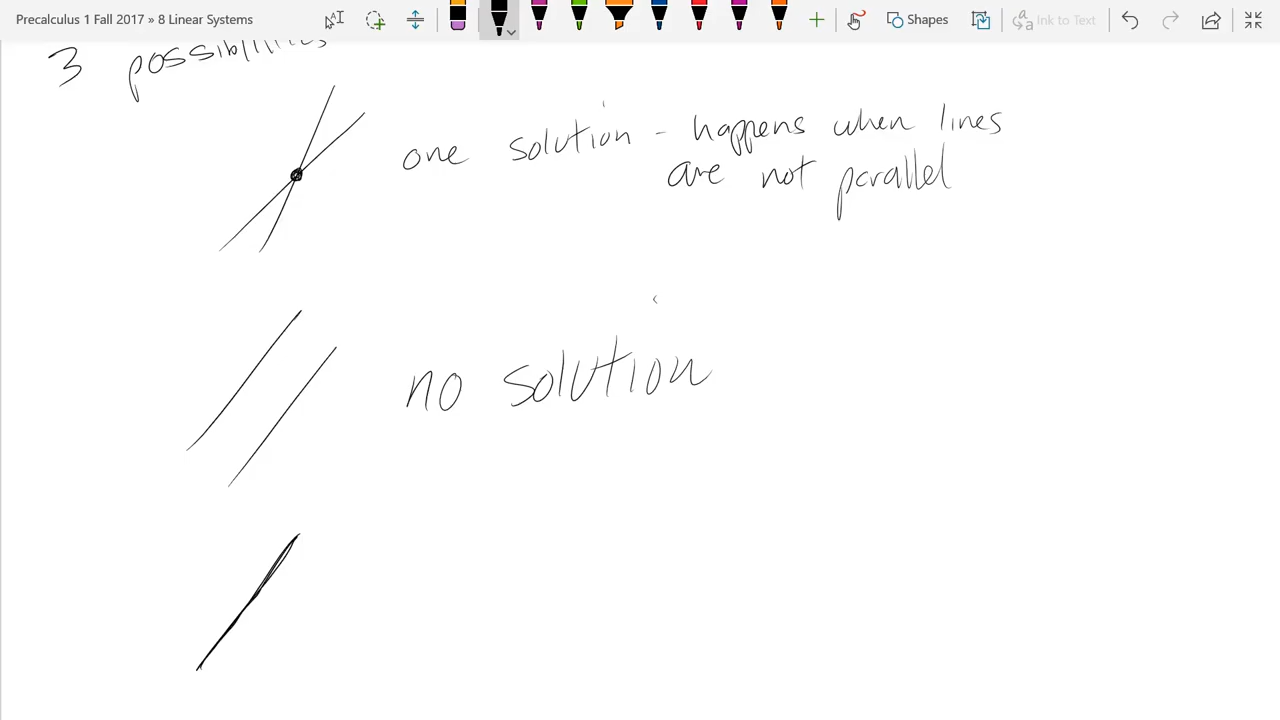 Precalculus 1 Fall 2017 » 8 Linear Systems
Shapes
Ink to Text
3 possibilities
one solution - happens when lines
are not parallel
no solution